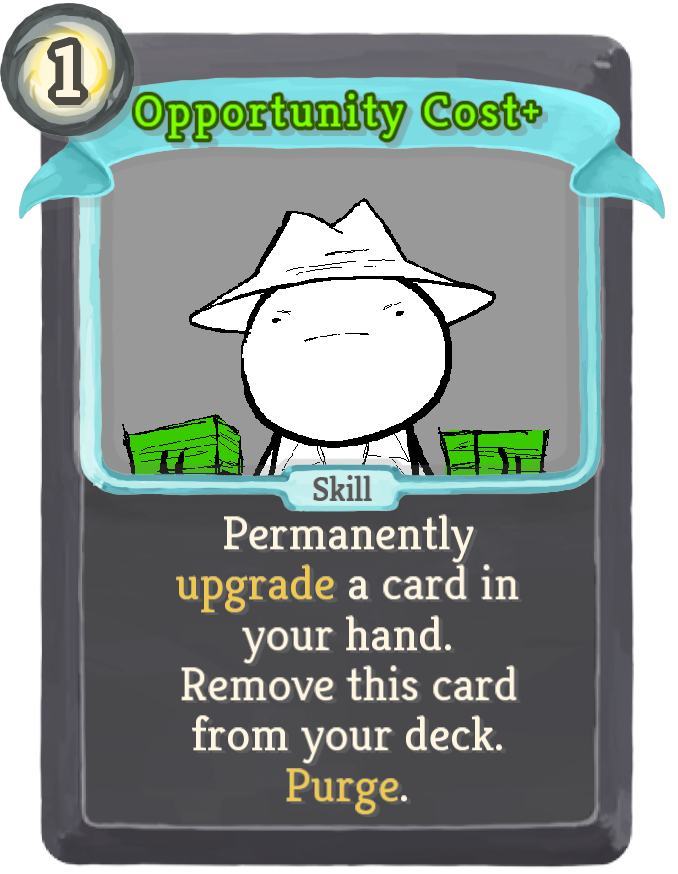 1
Opportunity Cost+
Skill
Permanently
upgrade a card in
your hand.
Remove this card
from your deck.
Purge.